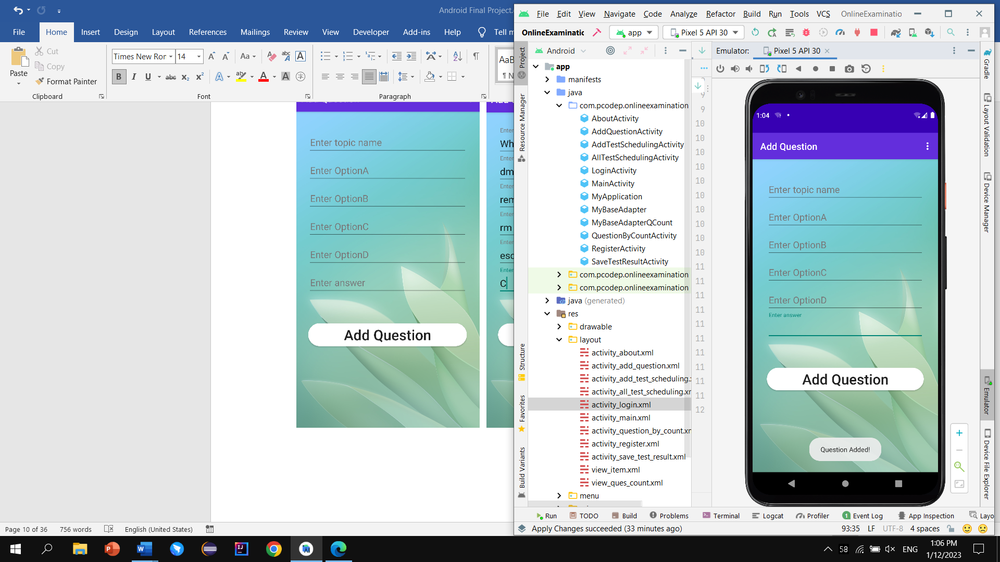 Android Final Project.
File
Home
Insert
Design
Layout
References
Mailings
Review
View
Developer
Add-ins
Help
Tell
Paste
Cut
Copy
Format Painter
Clipboard
Times New Ror
14
Aa
abc
A
B I U abc X₂ X² A A A
Font
Paragraph
¶ N
Enter topic name
Enter OptionA
Enter OptionB
Enter OptionC
Enter OptionD
Enter answer
Add Question
Enter
Wh
Enter
dm
Enter
rem
Enter
rm
Enter
esc
Enter
C
Page 10 of 36
756 words
English (United States)
File Edit View Navigate Code Analyze Refactor Build Run Tools VCS
OnlineExaminatio
OnlineExaminatic
app
Pixel 5 API 30
Project
Resource Manager
Structure
Favorites
Build Variants
Android
app
manifests
java
com.pcodep.onlineexamination
AboutActivity
AddQuestionActivity
AddTestSchedulingActivity
AllTestSchedulingActivity
LoginActivity
MainActivity
MyApplication
MyBaseAdapter
MyBaseAdapterQCount
QuestionByCountActivity
RegisterActivity
SaveTestResultActivity
com.pcodep.onlineexamination
com.pcodep.onlineexamination
java (generated)
res
drawable
layout
activity_about.xml
activity_add_question.xml
activity_add_test_scheduling.
activity_all_test_scheduling.xm
activity_login.xml
activity_main.xml
activity_question_by_count.xm
activity_register.xml
activity_save_test_result.xml
view_item.xml
view_ques_count.xml
menu
9
9
10
10
10
10
10
10
10
10
10
10
11
11
11
11
11
11
11
11
11
11
12
Emulator:
Pixel 5 API 30
1:04
Add Question
Enter topic name
Enter OptionA
Enter OptionB
Enter OptionC
Enter OptionD
Enter answer
Add Question
Question Added!
Gradle
Layout Validation
Device Manager
Emulator
Device File Explorer
Run
TODO
Build
Problems
Terminal
Logcat
Profiler
1 Event Log
App Inspection
Layo
Apply Changes succeeded (33 minutes ago)
93:35
LF
UTF-8
4 spaces
58
ENG
1:06 PM
1/12/2023